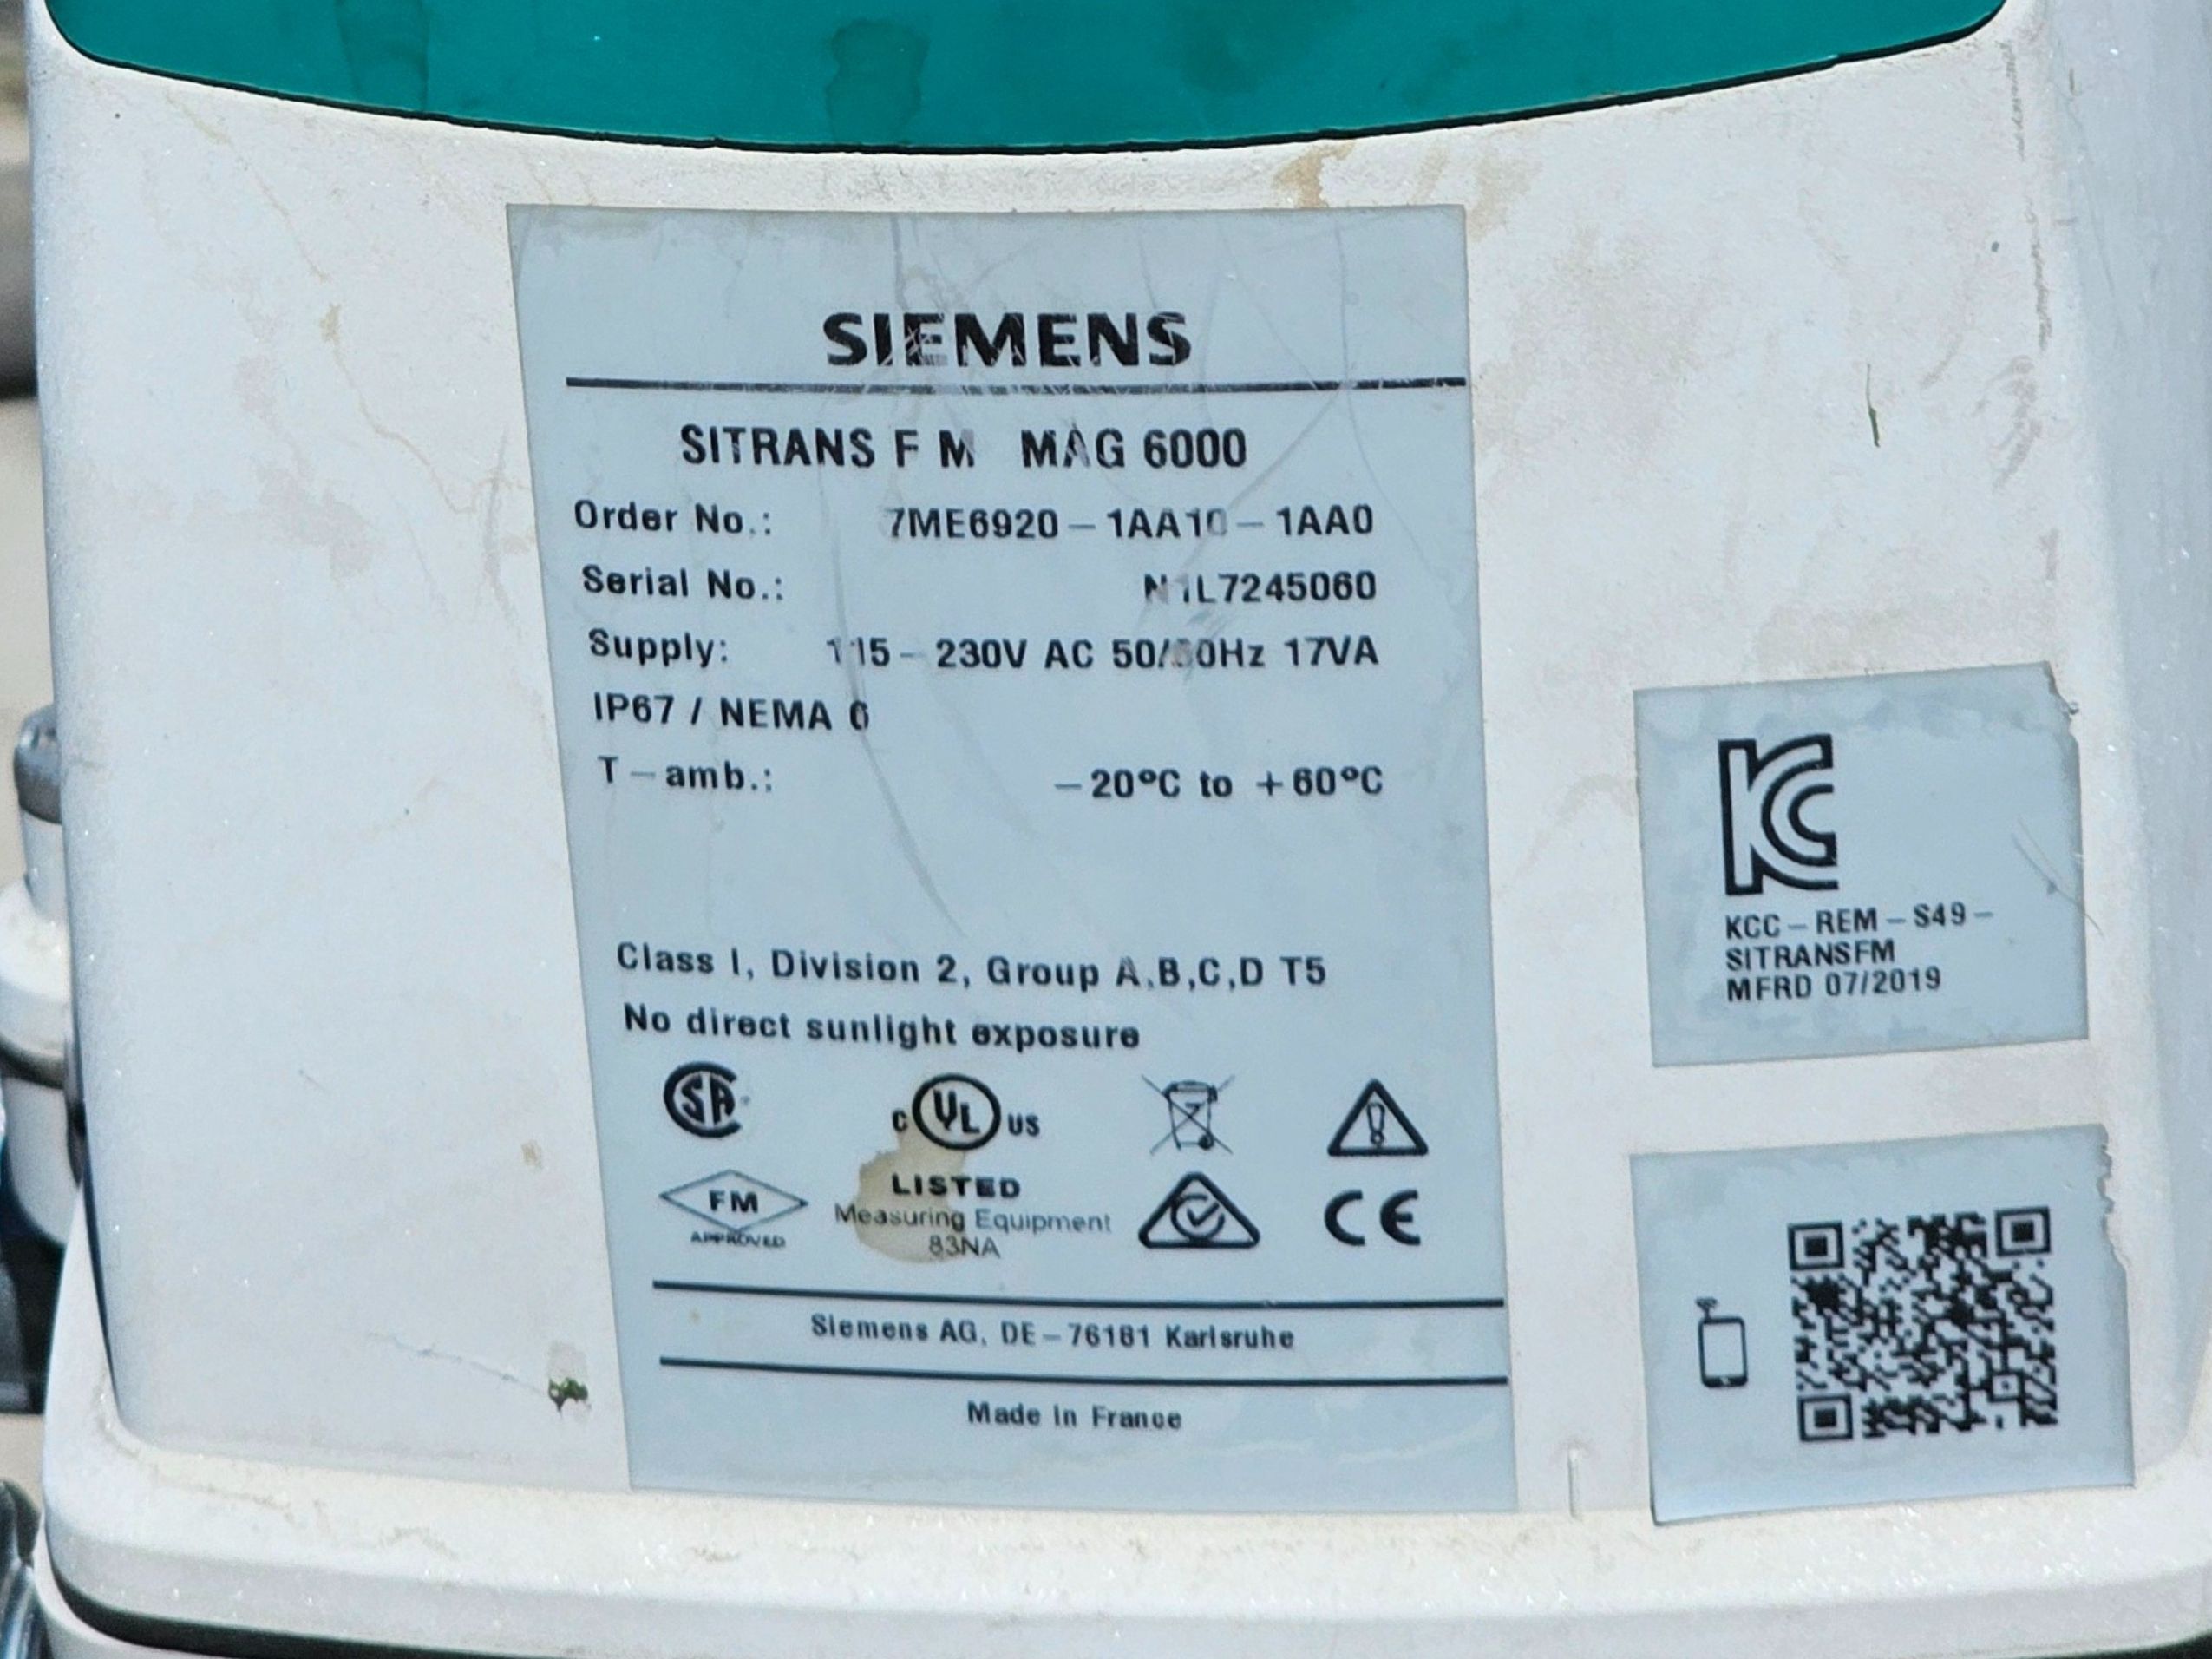 SIEMENS
SITRANS F M MAG 6000
Order No.: 7ME6920-1AA10-1AA0
Serial No.: N1L7245060
Supply: 115-230V AC 50/60Hz 17VA
IP67 / NEMA 6
T-amb.: -20°C to +60°C
Class I, Division 2, Group A,B,C,D T5
No direct sunlight exposure
SA
C UL US
LISTED
Measuring Equipment
83NA
FM
APPROVED
CE
Siemens AG, DE-76181 Karlsruhe
Made in France
KC
KCC-REM-S49-
SITRANSFM
MFRD 07/2019